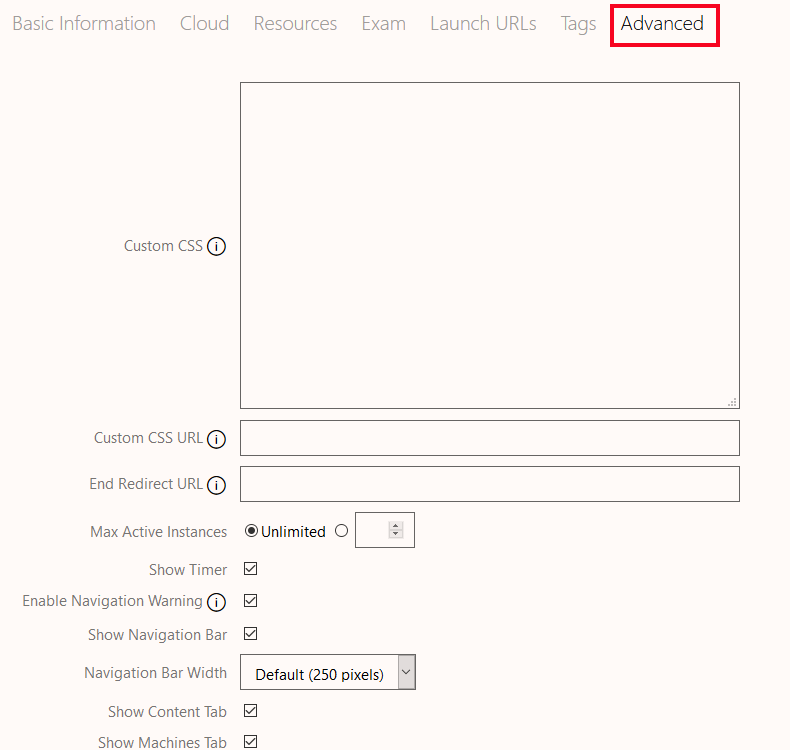 Basic Information Cloud Resources Exam Launch URLs Tags Advanced
Custom CSS i
Custom CSS URL i
End Redirect URL i
Max Active Instances Unlimited
Show Timer
Enable Navigation Warning i
Show Navigation Bar
Navigation Bar Width Default (250 pixels)
Show Content Tab
Show Machines Tab